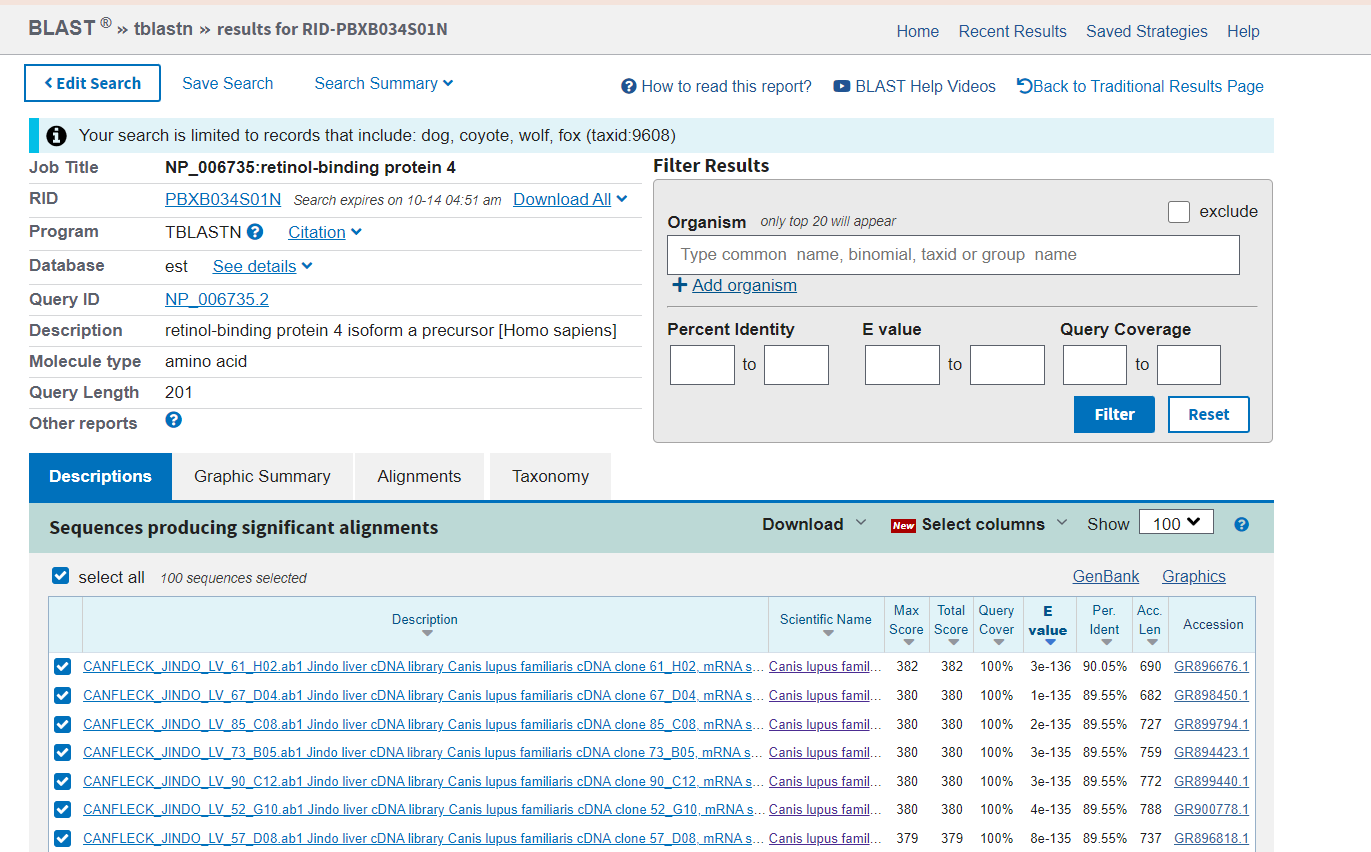 BLAST ® » tblastn » results for RID-PBXB034S01N
Home Recent Results Saved Strategies Help
Edit Search Save Search Search Summary
How to read this report? BLAST Help Videos Back to Traditional Results Page
Your search is limited to records that include: dog, coyote, wolf, fox (taxid:9608)
Job Title NP_006735:retinol-binding protein 4
RID PBXB034S01N Search expires on 10-14 04:51 am Download All
Program TBLASTN Citation
Database est See details
Query ID NP_006735.2
Description retinol-binding protein 4 isoform a precursor [Homo sapiens]
Molecule type amino acid
Query Length 201
Other reports
Filter Results
Organism only top 20 will appear exclude
Type common name, binomial, taxid or group name
Add organism
Percent Identity E value Query Coverage
to to to
Filter Reset
Descriptions Graphic Summary Alignments Taxonomy
Sequences producing significant alignments Download New Select columns Show 100
select all 100 sequences selected GenBank Graphics
Description Scientific Name Max Score Total Score Query Cover E value Per. Ident Acc. Len Accession
CANFLECK_JINDO_LV_61_H02.ab1 Jindo liver cDNA library Canis lupus familiaris cDNA clone 61_H02, mRNA s... Canis lupus famil... 382 382 100% 3e-136 90.05% 690 GR896676.1
CANFLECK_JINDO_LV_67_D04.ab1 Jindo liver cDNA library Canis lupus familiaris cDNA clone 67_D04, mRNA s... Canis lupus famil... 380 380 100% 1e-135 89.55% 682 GR898450.1
CANFLECK_JINDO_LV_85_C08.ab1 Jindo liver cDNA library Canis lupus familiaris cDNA clone 85_C08, mRNA s... Canis lupus famil... 380 380 100% 2e-135 89.55% 727 GR899794.1
CANFLECK_JINDO_LV_73_B05.ab1 Jindo liver cDNA library Canis lupus familiaris cDNA clone 73_B05, mRNA s... Canis lupus famil... 380 380 100% 3e-135 89.55% 759 GR894423.1
CANFLECK_JINDO_LV_90_C12.ab1 Jindo liver cDNA library Canis lupus familiaris cDNA clone 90_C12, mRNA s... Canis lupus famil... 380 380 100% 3e-135 89.55% 772 GR899440.1
CANFLECK_JINDO_LV_52_G10.ab1 Jindo liver cDNA library Canis lupus familiaris cDNA clone 52_G10, mRNA s... Canis lupus famil... 380 380 100% 4e-135 89.55% 788 GR900778.1
CANFLECK_JINDO_LV_57_D08.ab1 Jindo liver cDNA library Canis lupus familiaris cDNA clone 57_D08, mRNA s... Canis lupus famil... 379 379 100% 8e-135 89.55% 737 GR896818.1